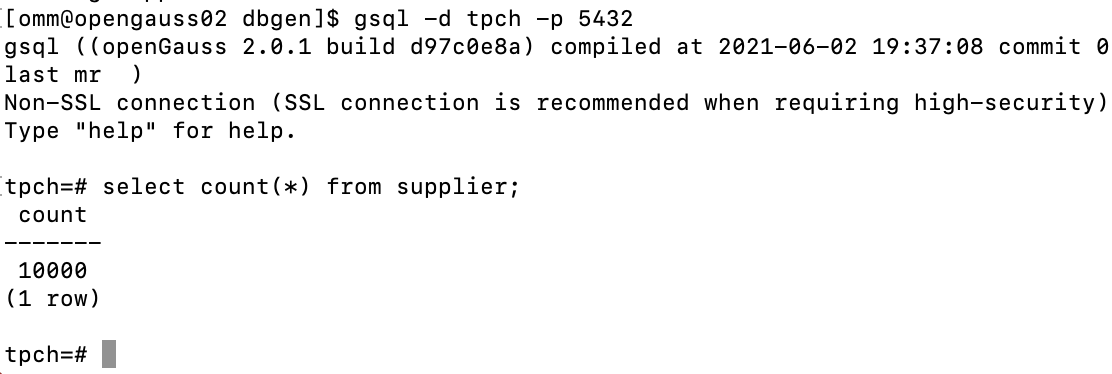 [omm@opengauss02 dbgen]$ gsql -d tpch -p 5432
gsql ((openGauss 2.0.1 build d97c0e8a) compiled at 2021-06-02 19:37:08 commit 0
last mr  )
Non-SSL connection (SSL connection is recommended when requiring high-security)
Type "help" for help.

tpch=# select count(*) from supplier;
 count
-------
 10000
(1 row)

tpch=#